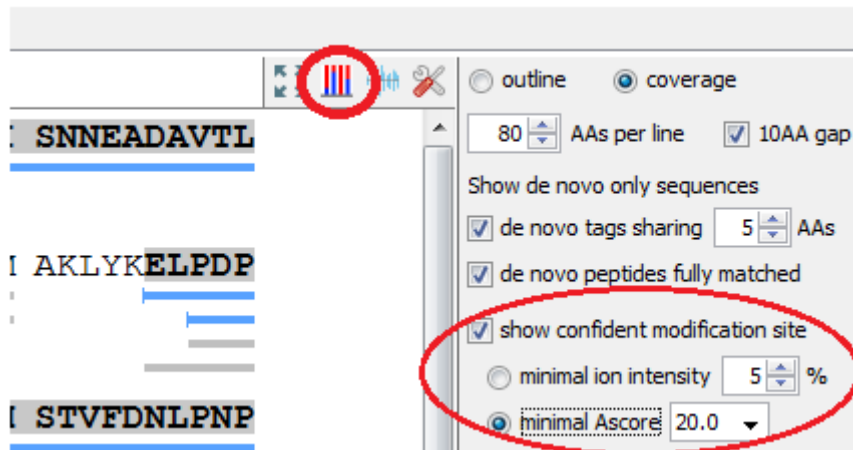 outline coverage
SNNEADAVTL
80 AAs per line 10AA gap
Show de novo only sequences
de novo tags sharing 5 AAs
AKLYKELPDP
de novo peptides fully matched
show confident modification site
minimal ion intensity 5 %
STVFDNLPNP
minimal Ascore 20.0